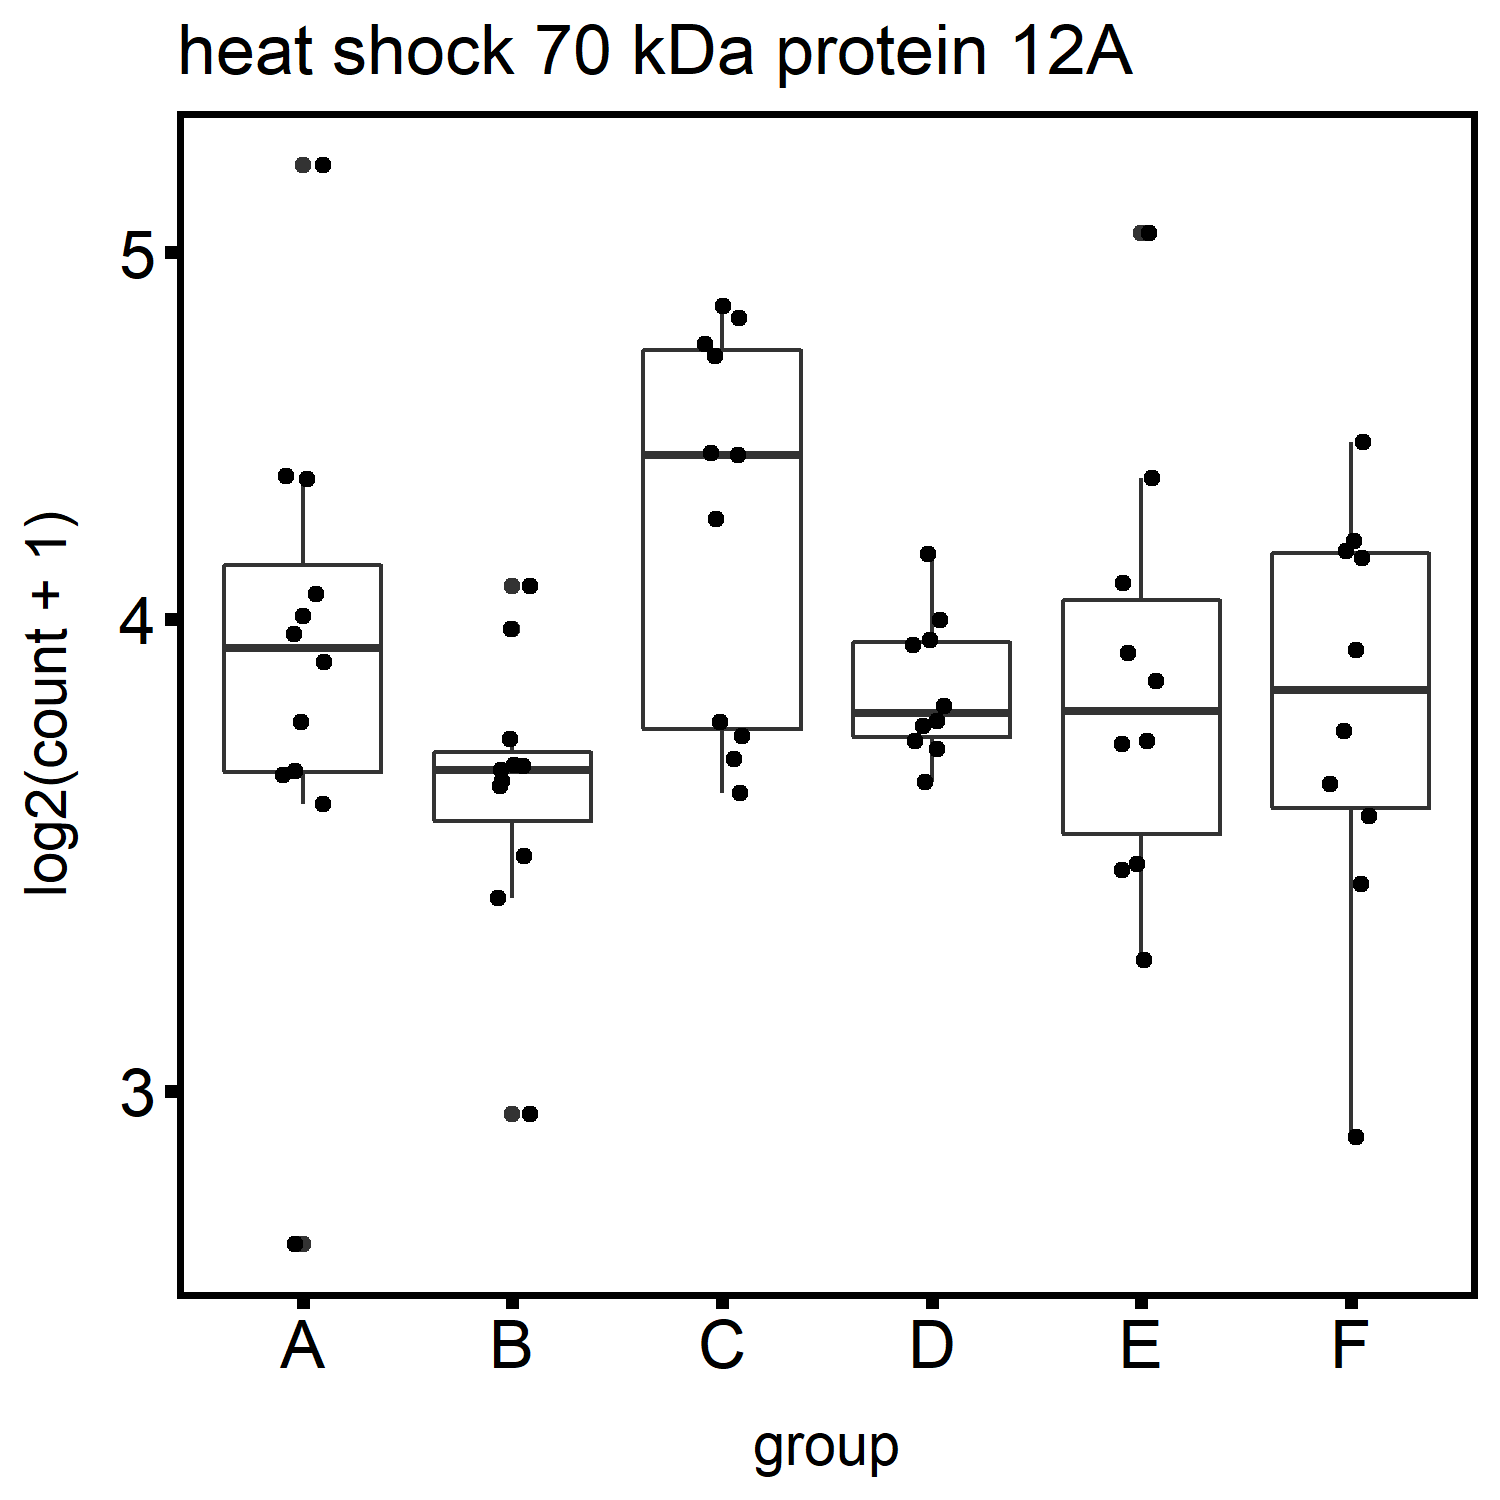 heat shock 70 kDa protein 12A
log2(count + 1)
5
4
3
A B C D E F
group